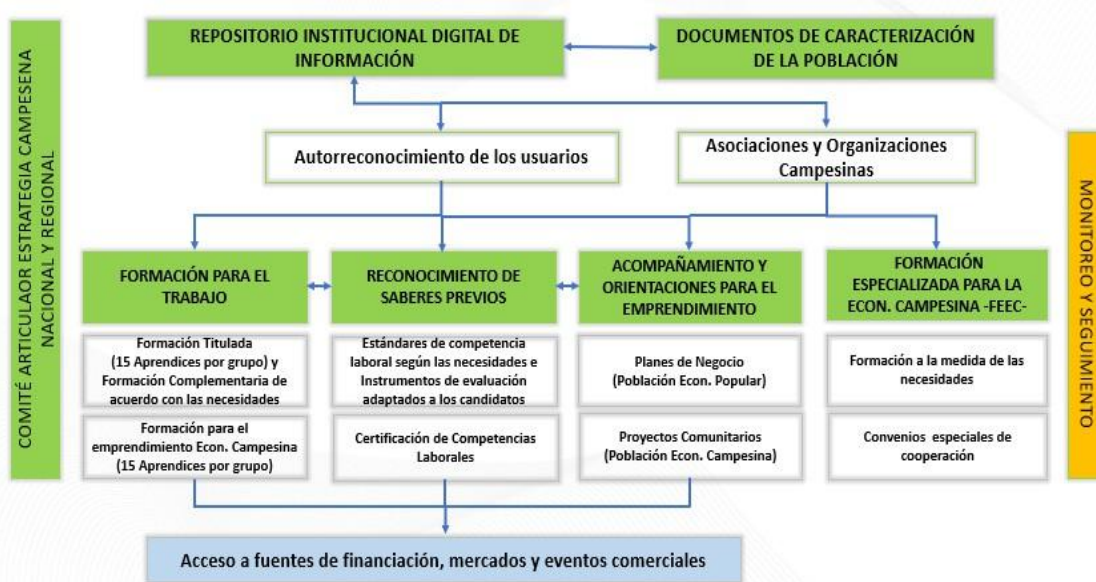 COMITÉ ARTICULAOR ESTRATEGIA CAMPESENA
NACIONAL Y REGIONAL
REPOSITORIO INSTITUCIONAL DIGITAL DE
INFORMACIÓN
DOCUMENTOS DE CARACTERIZACIÓN
DE LA POBLACIÓN
Autorreconocimiento de los usuarios
Asociaciones y Organizaciones
Campesinas
FORMACIÓN PARA EL
TRABAJO
RECONOCIMIENTO DE
SABERES PREVIOS
ACOMPAÑAMIENTO Y
ORIENTACIONES PARA EL
EMPRENDIMIENTO
FORMACIÓN
ESPECIALIZADA PARA LA
ECON. CAMPESINA -FEEC-
Formación Titulada
(15 Aprendices por grupo) y
Formación Complementaria de
acuerdo con las necesidades
Estándares de competencia
laboral según las necesidades e
Instrumentos de evaluación
adaptados a los candidatos
Planes de Negocio
(Población Econ. Popular)
Formación a la medida de las
necesidades
Formación para el
emprendimiento Econ. Campesina
(15 Aprendices por grupo)
Certificación de Competencias
Laborales
Proyectos Comunitarios
(Población Econ. Campesina)
Convenios especiales de
cooperación
Acceso a fuentes de financiación, mercados y eventos comerciales
MONITOREO Y SEGUIMIENTO